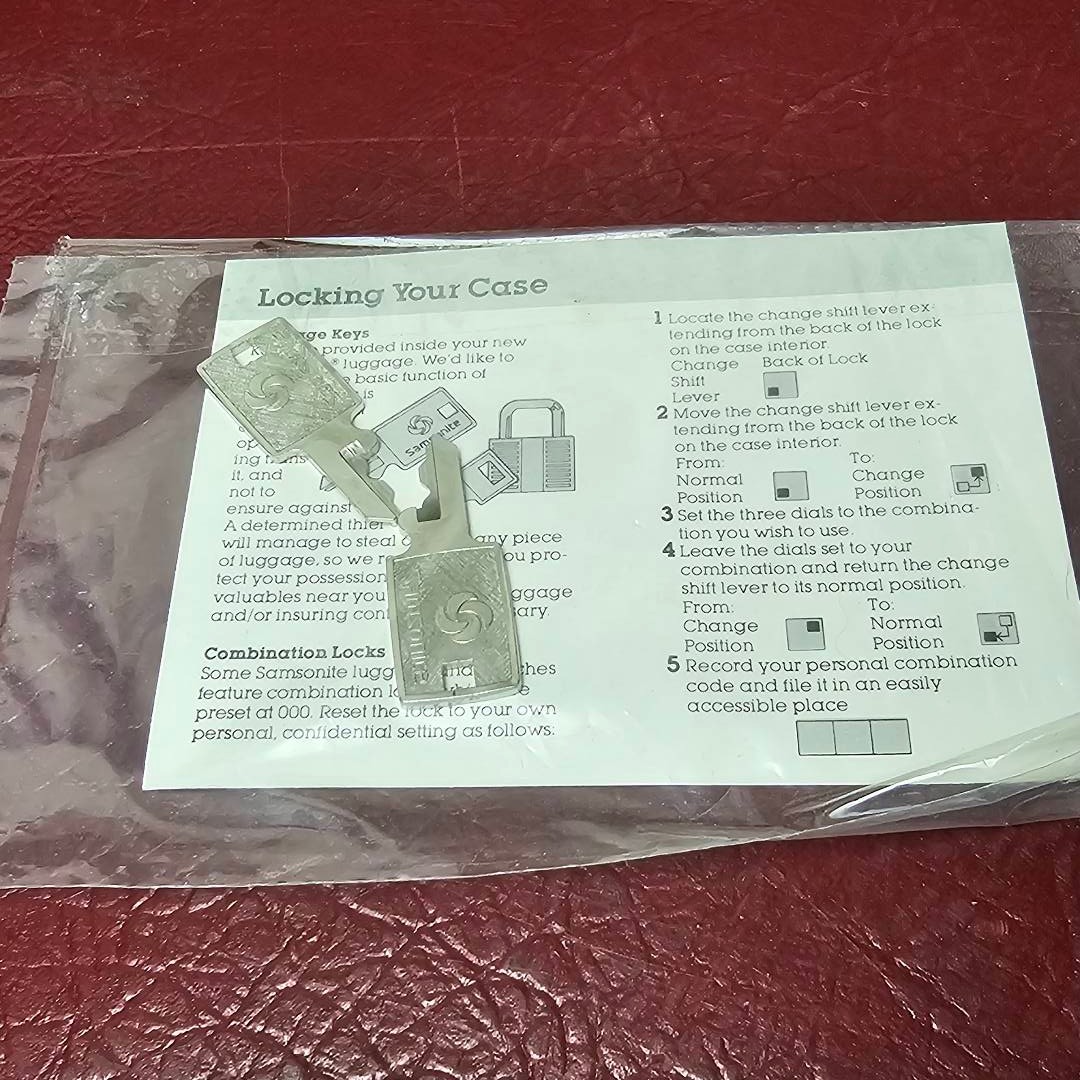 Locking Your Case
ge Keys
provided inside your new
® luggage. We'd like to
basic function of
is
op
ing
it, and
not to
ensure against
A determined
will manage to steal any piece
of luggage, so we pro-
tect your possession
valuables near you ggage
and/or insuring ary.
Samsonite
Samsonite
Combination Locks
Some Samsonite lugg ches
feature combination
preset at 000. Reset the lock to your own
personal, confidential setting as follows:
1 Locate the change shift lever ex-
tending from the back of the lock
on the case interior.
Change Back of Lock
Shift
Lever
2 Move the change shift lever ex-
tending from the back of the lock
on the case interior.
From: To:
Normal Change
Position Position
3 Set the three dials to the combina-
tion you wish to use.
4 Leave the dials set to your
combination and return the change
shift lever to its normal position.
From: To:
Change Normal
Position Position
5 Record your personal combination
code and file it in an easily
accessible place